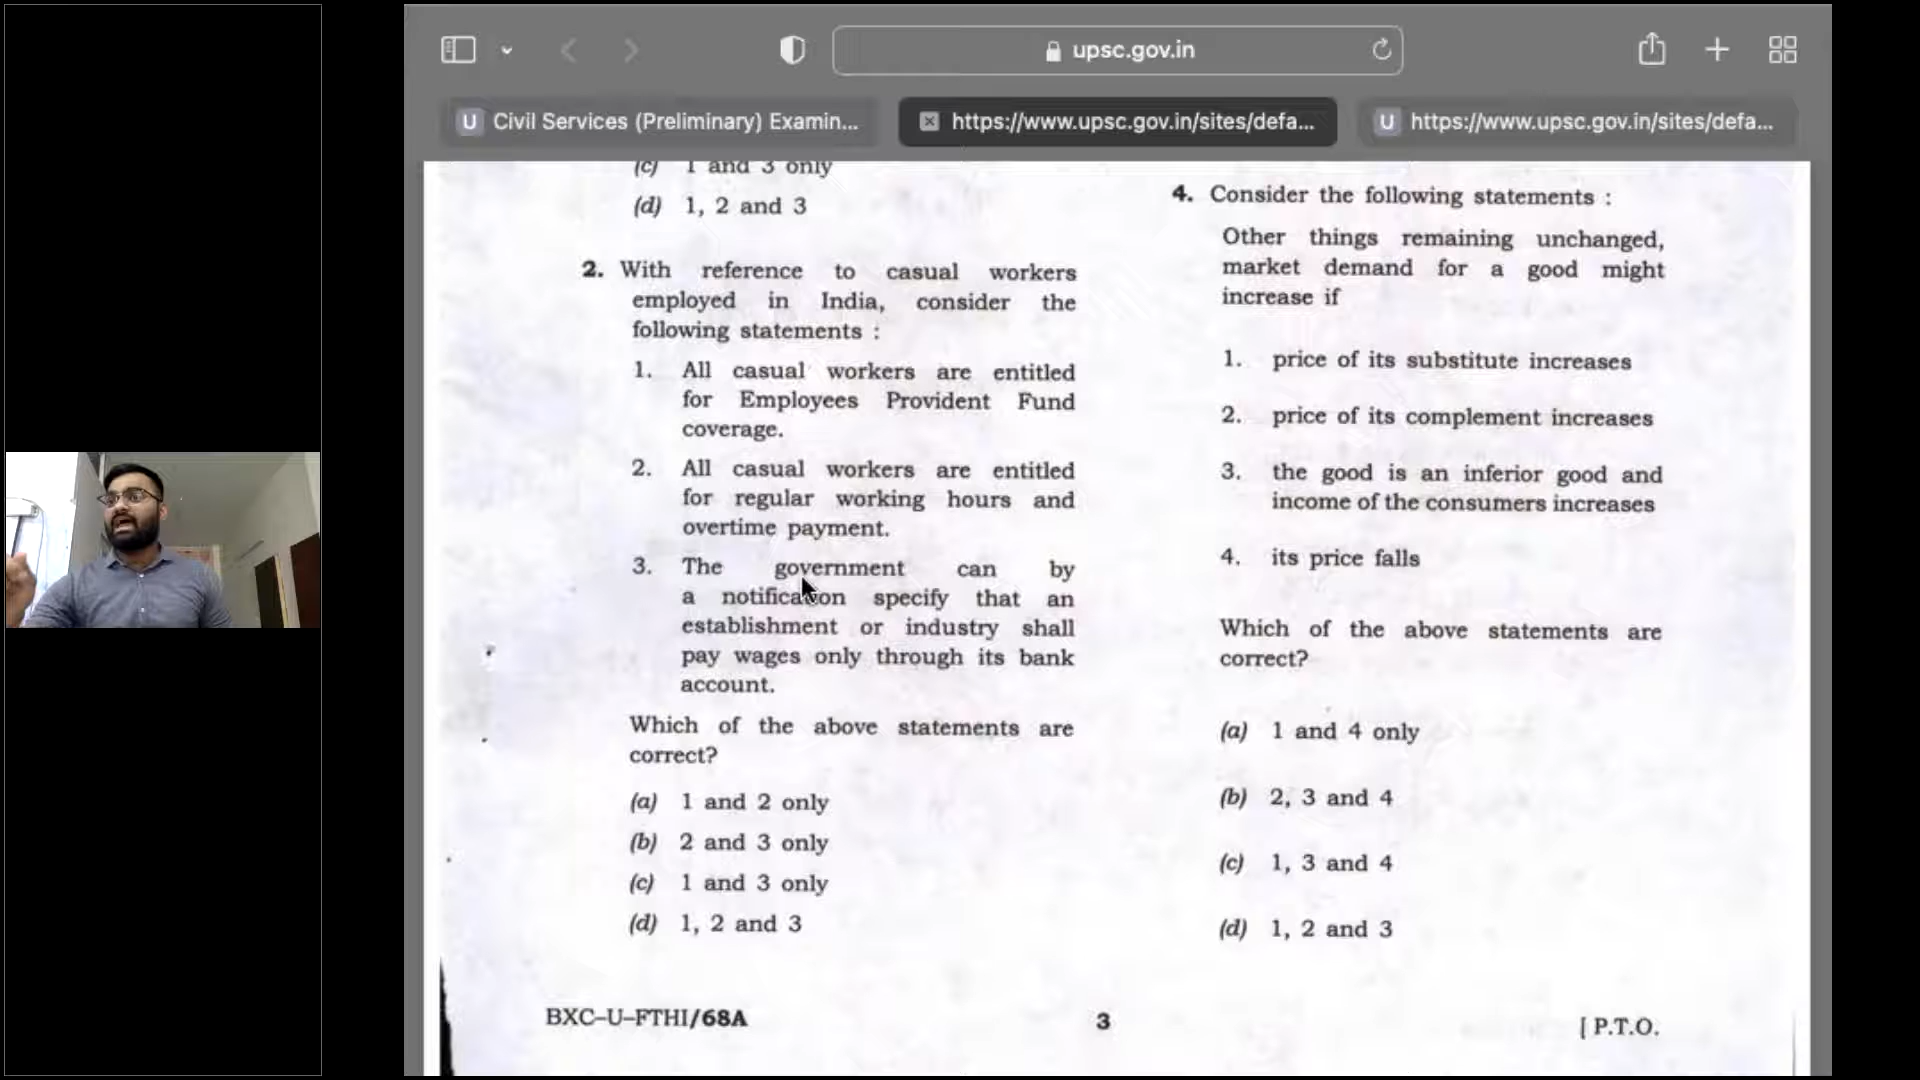 upsc.gov.in
U Civil Services (Preliminary) Examin...
https://www.upsc.gov.in/sites/defa...
U https://www.upsc.gov.in/sites/defa...
(c) 1 and 3 only
(d) 1, 2 and 3
2. With reference to casual workers
employed in India, consider the
following statements :
1. All casual workers are entitled
for Employees Provident Fund
coverage.
2. All casual workers are entitled
for regular working hours and
overtime payment.
3. The government can by
a notification specify that an
establishment or industry shall
pay wages only through its bank
account.
Which of the above statements are
correct?
(a) 1 and 2 only
(b) 2 and 3 only
(c) 1 and 3 only
(d) 1, 2 and 3
4. Consider the following statements :
Other things remaining unchanged,
market demand for a good might
increase if
1. price of its substitute increases
2. price of its complement increases
3. the good is an inferior good and
income of the consumers increases
4. its price falls
Which of the above statements are
correct?
(a) 1 and 4 only
(b) 2, 3 and 4
(c) 1, 3 and 4
(d) 1, 2 and 3
BXC-U-FTHI/68A
3
[ P.T.O.